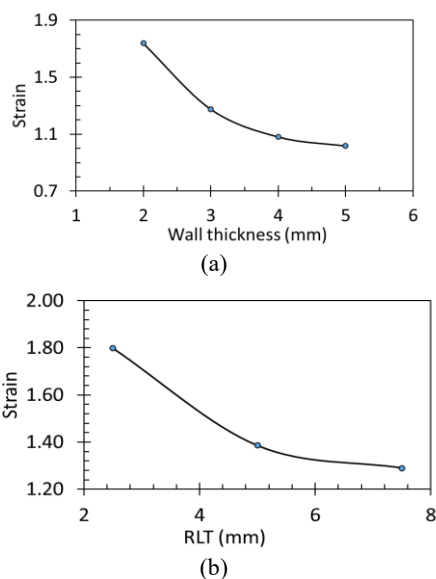 1.9
1.5
1.1
0.7
Strain
1 2 3 4 5 6
Wall thickness (mm)
(a)
2.00
1.80
1.60
1.40
1.20
Strain
2 4 6 8
RLT (mm)
(b)